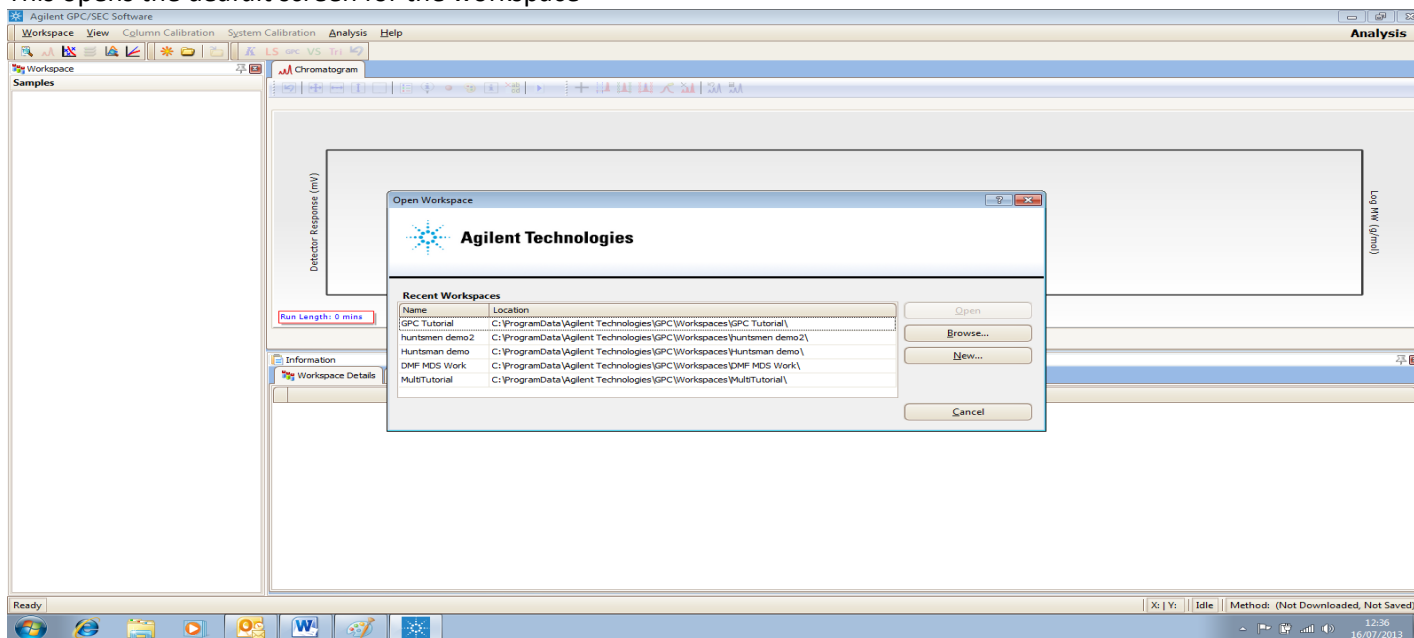 This opens the default screen for the workspace
Agilent GPC/SEC Software
Workspace View Column Calibration System Calibration Analysis Help
Analysis
K LS GPC VS Tri
Workspace
Chromatogram
Samples
Detector Response (mV)
Log MW (g/mol)
Run Length: 0 mins
Open Workspace
Agilent Technologies
Recent Workspaces
Name Location
GPC Tutorial C:\ProgramData\Agilent Technologies\GPC\Workspaces\GPC Tutorial\
huntsmen demo2 C:\ProgramData\Agilent Technologies\GPC\Workspaces\huntsmen demo2\
Huntsman demo C:\ProgramData\Agilent Technologies\GPC\Workspaces\Huntsman demo\
DMF MDS Work C:\ProgramData\Agilent Technologies\GPC\Workspaces\DMF MDS Work\
MultiTutorial C:\ProgramData\Agilent Technologies\GPC\Workspaces\MultiTutorial\
Open
Browse...
New...
Cancel
Information
Workspace Details
Ready
X: | Y: Idle Method: (Not Downloaded, Not Saved)
12:36
16/07/2013